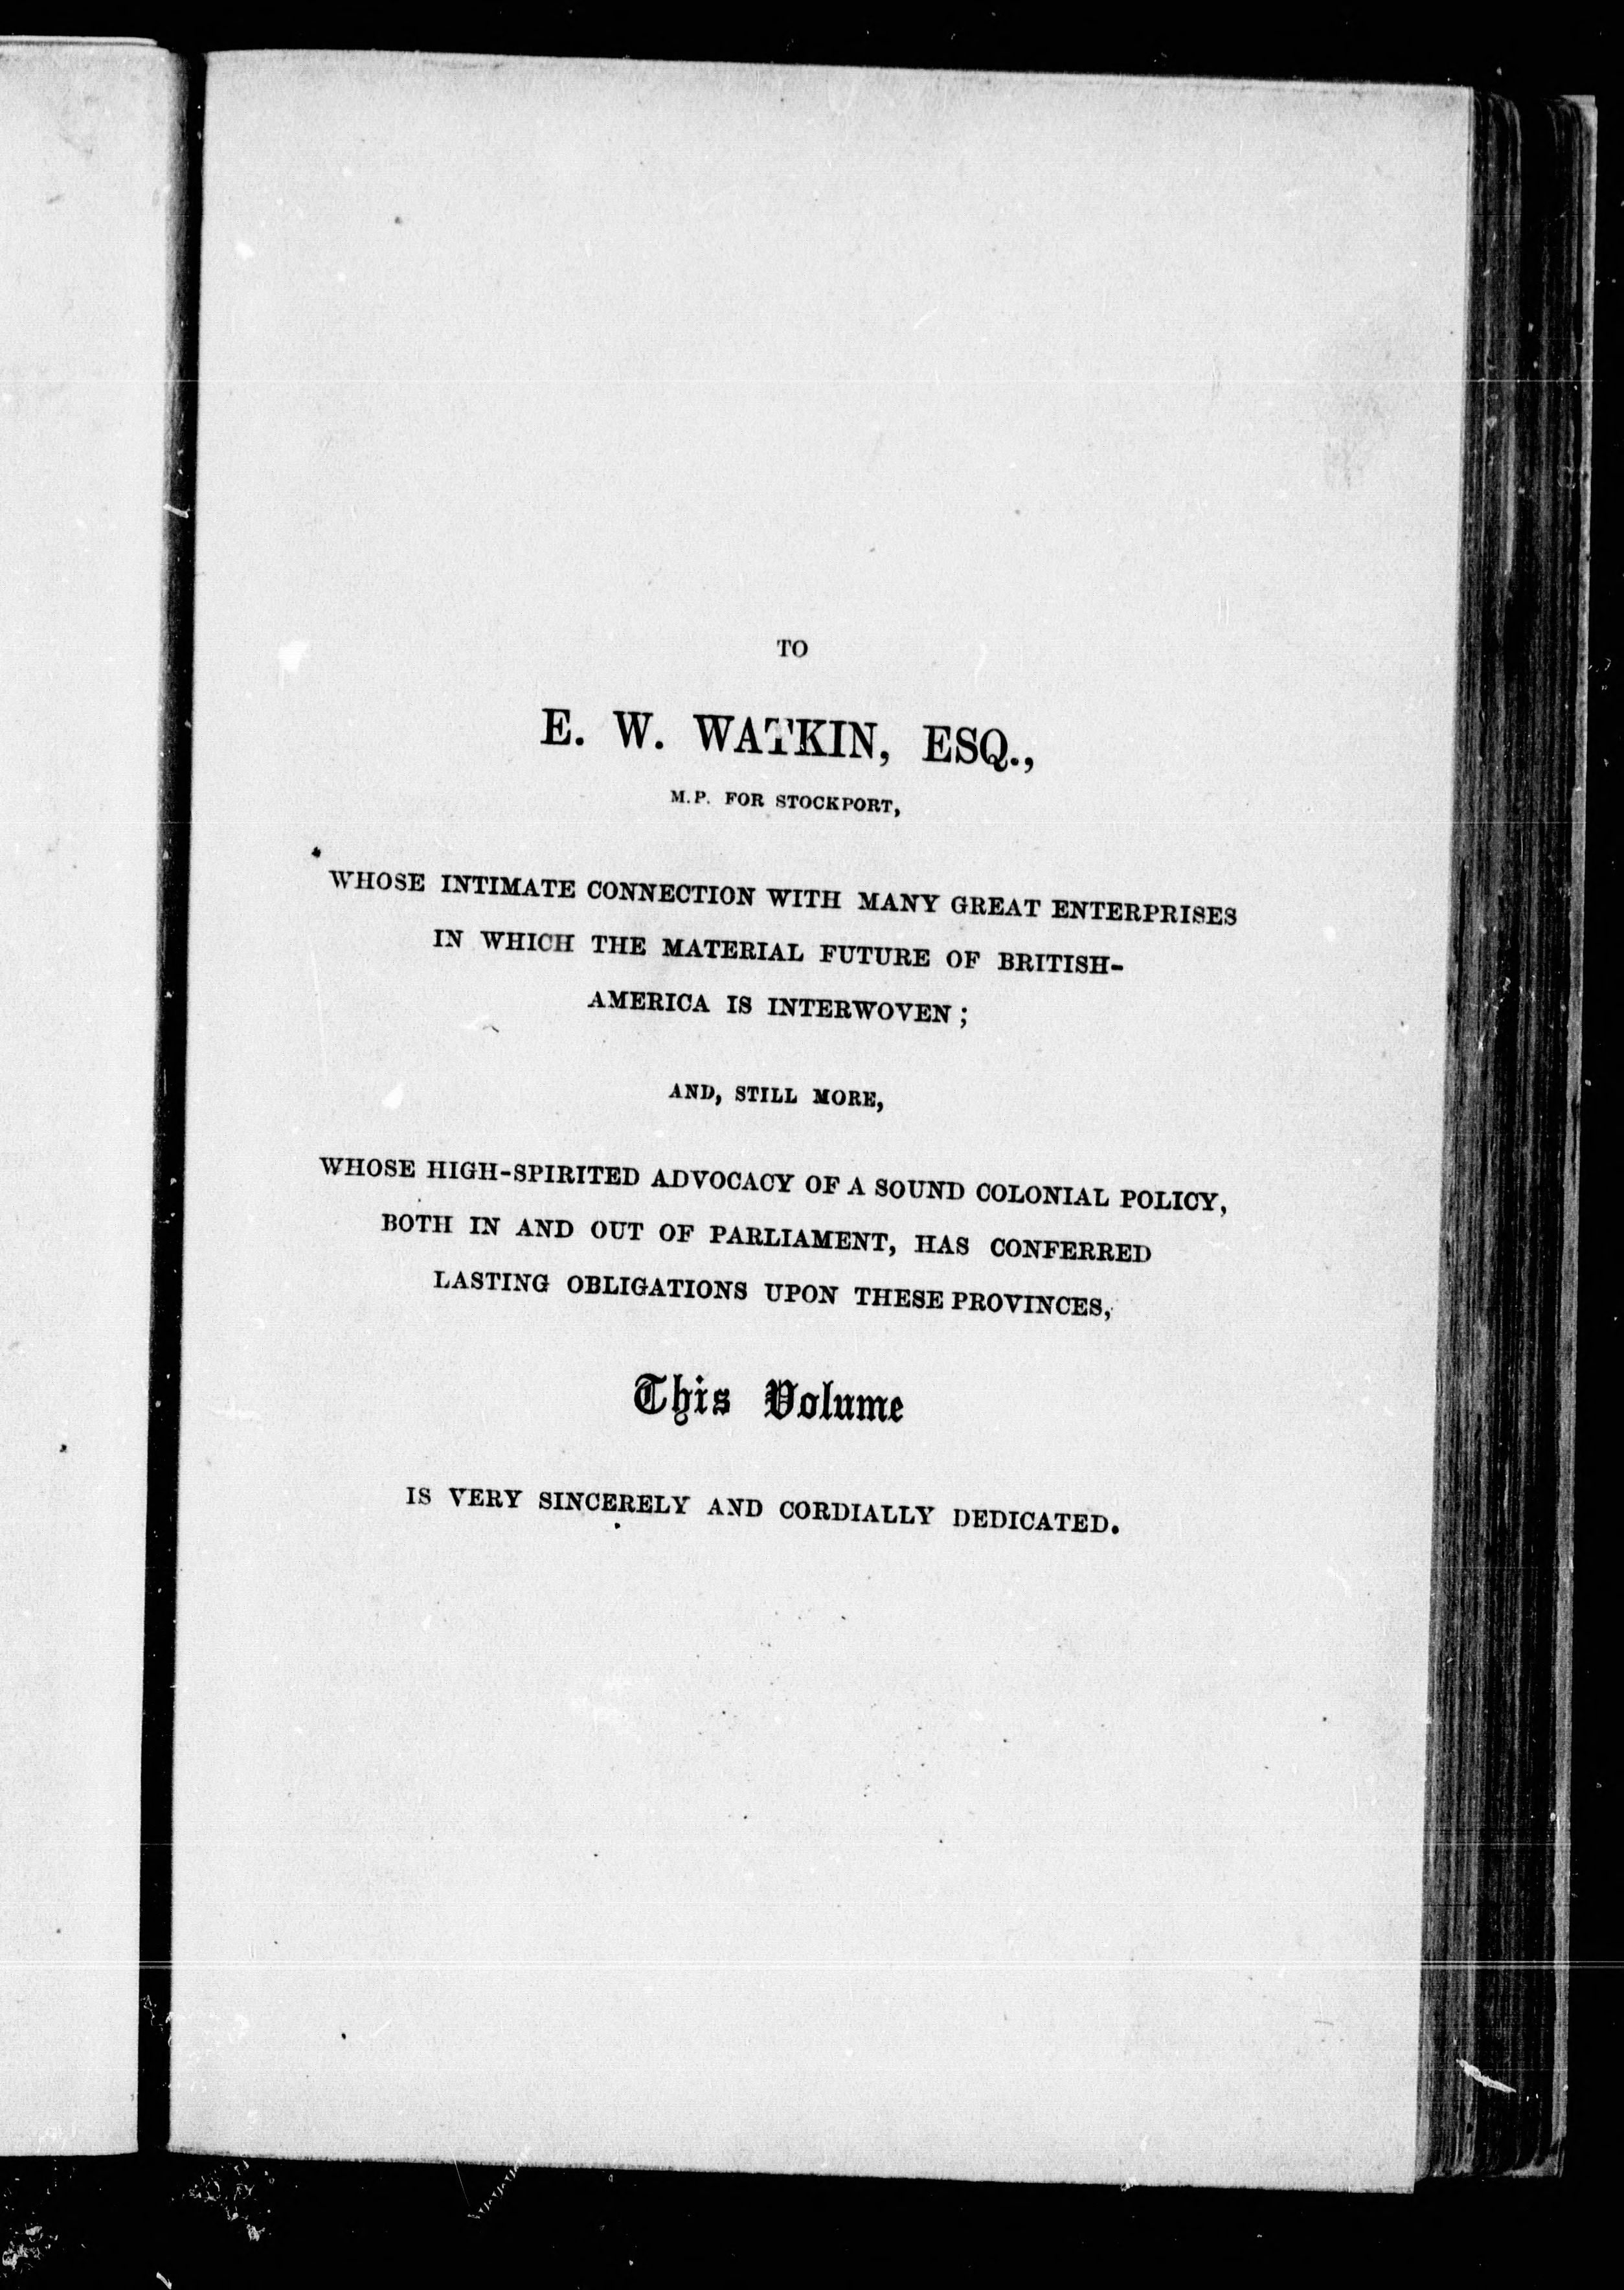 TO
E. W. WATKIN, ESQ.,
M.P. FOR STOCKPORT,
WHOSE INTIMATE CONNECTION WITH MANY GREAT ENTERPRISES
IN WHICH THE MATERIAL FUTURE OF BRITISH-
AMERICA IS INTERWOVEN;
AND, STILL MORE,
WHOSE HIGH-SPIRITED ADVOCACY OF A SOUND COLONIAL POLICY,
BOTH IN AND OUT OF PARLIAMENT, HAS CONFERRED
LASTING OBLIGATIONS UPON THESE PROVINCES,
This Volume
IS VERY SINCERELY AND CORDIALLY DEDICATED.